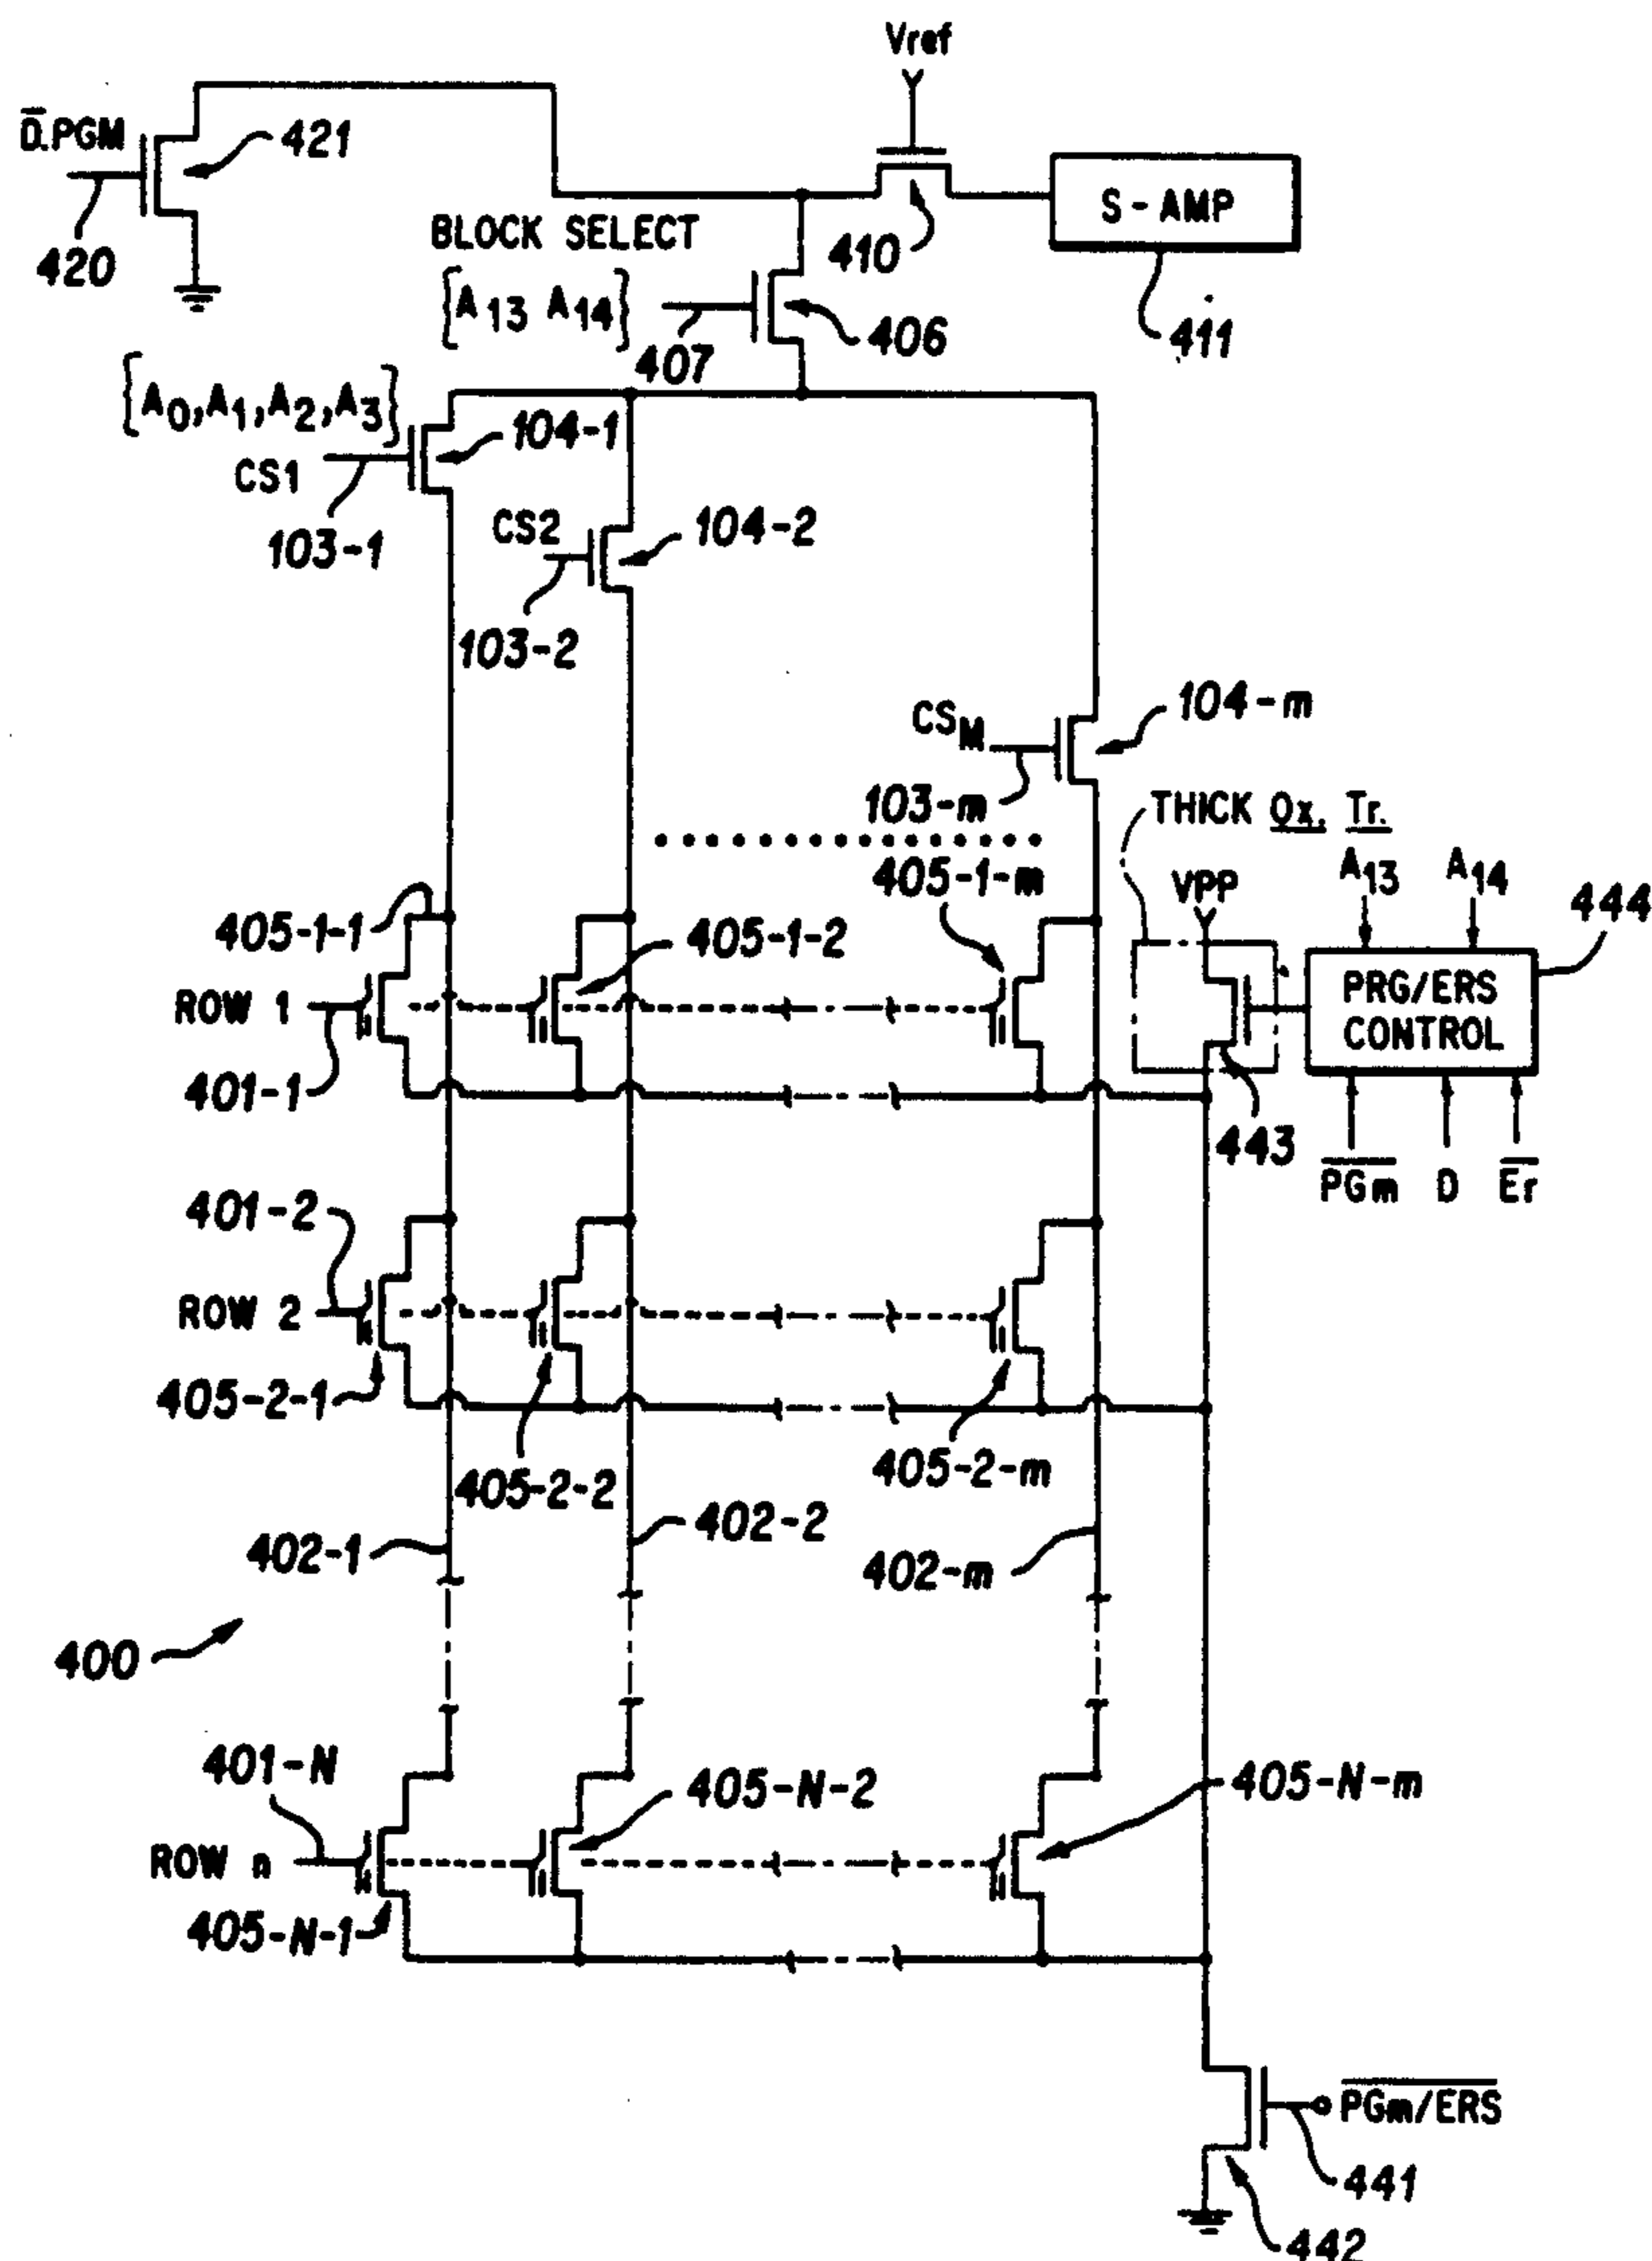 Vref
D̅.PGM
421
S-AMP
BLOCK SELECT
410
420
{A13 A14}
406
411
407
{A0,A1,A2,A3}
104-1
CS1
CS2
104-2
103-1
103-2
104-m
CSM
103-m
THICK Ox. Tr.
405-1-m
VPP
A13
A14
444
405-1-1
405-1-2
PRG/ERS
CONTROL
ROW 1
401-1
443
P̅G̅m̅ D E̅r̅
401-2
ROW 2
405-2-1
405-2-2
405-2-m
402-1
402-2
402-m
400
401-N
405-N-2
405-N-m
ROW n
405-N-1
P̅G̅m̅/̅E̅R̅S̅
441
442